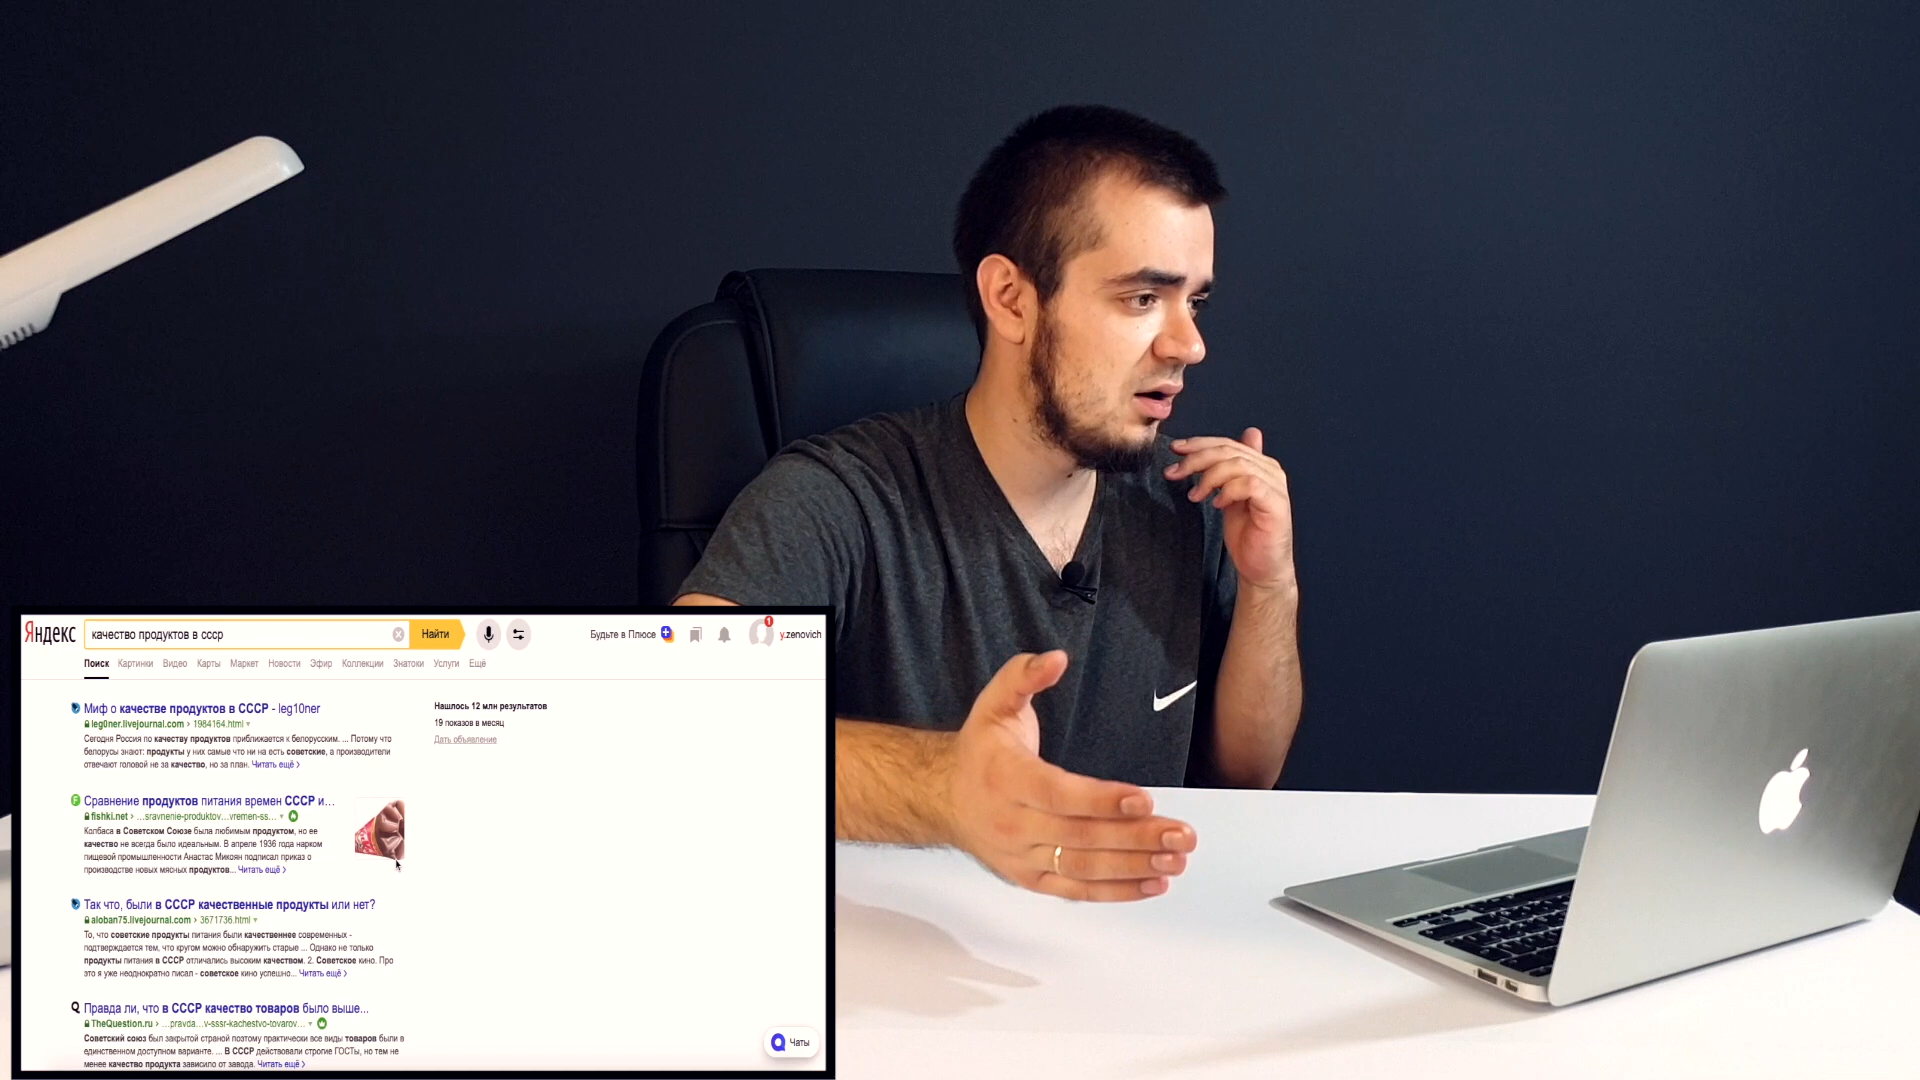 Яндекс
качество продуктов в ссср
Найти
Будьте в Плюсе
1
y.zenovich
Поиск Картинки Видео Карты Маркет Новости Эфир Коллекции Знатоки Услуги Ещё
Миф о качестве продуктов в СССР - leg10ner
leg0ner.livejournal.com › 1984164.html
Сегодня Россия по качеству продуктов приближается к белорусским. ... Потому что
белорусы знают: продукты у них самые что ни на есть советские, а производители
отвечают головой не за качество, но за план. Читать ещё ›
Нашлось 12 млн результатов
19 показов в месяц
Дать объявление
Сравнение продуктов питания времен СССР и...
fishki.net › ...sravnenie-produktov...vremen-ss...
Колбаса в Советском Союзе была любимым продуктом, но ее
качество не всегда было идеальным. В апреле 1936 года нарком
пищевой промышленности Анастас Микоян подписал приказ о
производстве новых мясных продуктов... Читать ещё ›
Так что, были в СССР качественные продукты или нет?
aloban75.livejournal.com › 3671736.html
То, что советские продукты питания были качественнее современных -
подтверждается тем, что кругом можно обнаружить старые ... Однако не только
продукты питания в СССР отличались высоким качеством. 2. Советское кино. Про
это я уже неоднократно писал - советское кино успешно... Читать ещё ›
Правда ли, что в СССР качество товаров было выше...
TheQuestion.ru › ...pravda...v-sssr-kachestvo-tovarov...
Советский союз был закрытой страной поэтому практически все виды товаров были в
единственном доступном варианте. ... В СССР действовали строгие ГОСТы, но тем не
менее качество продукта зависило от завода. Читать ещё ›
Чаты